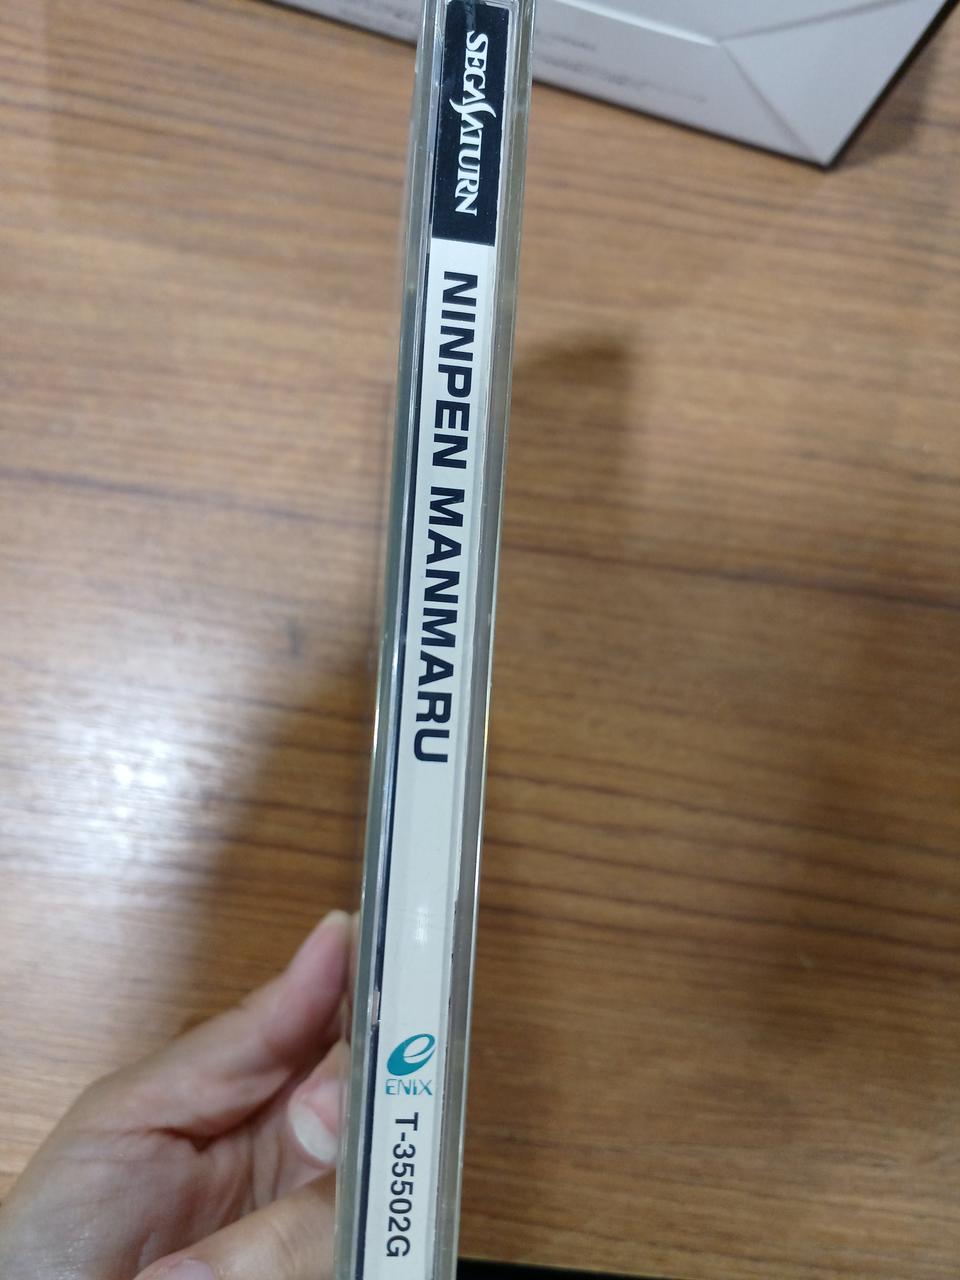 SEGA SATURN
NINPEN MANMARU
ENIX
T-35502G